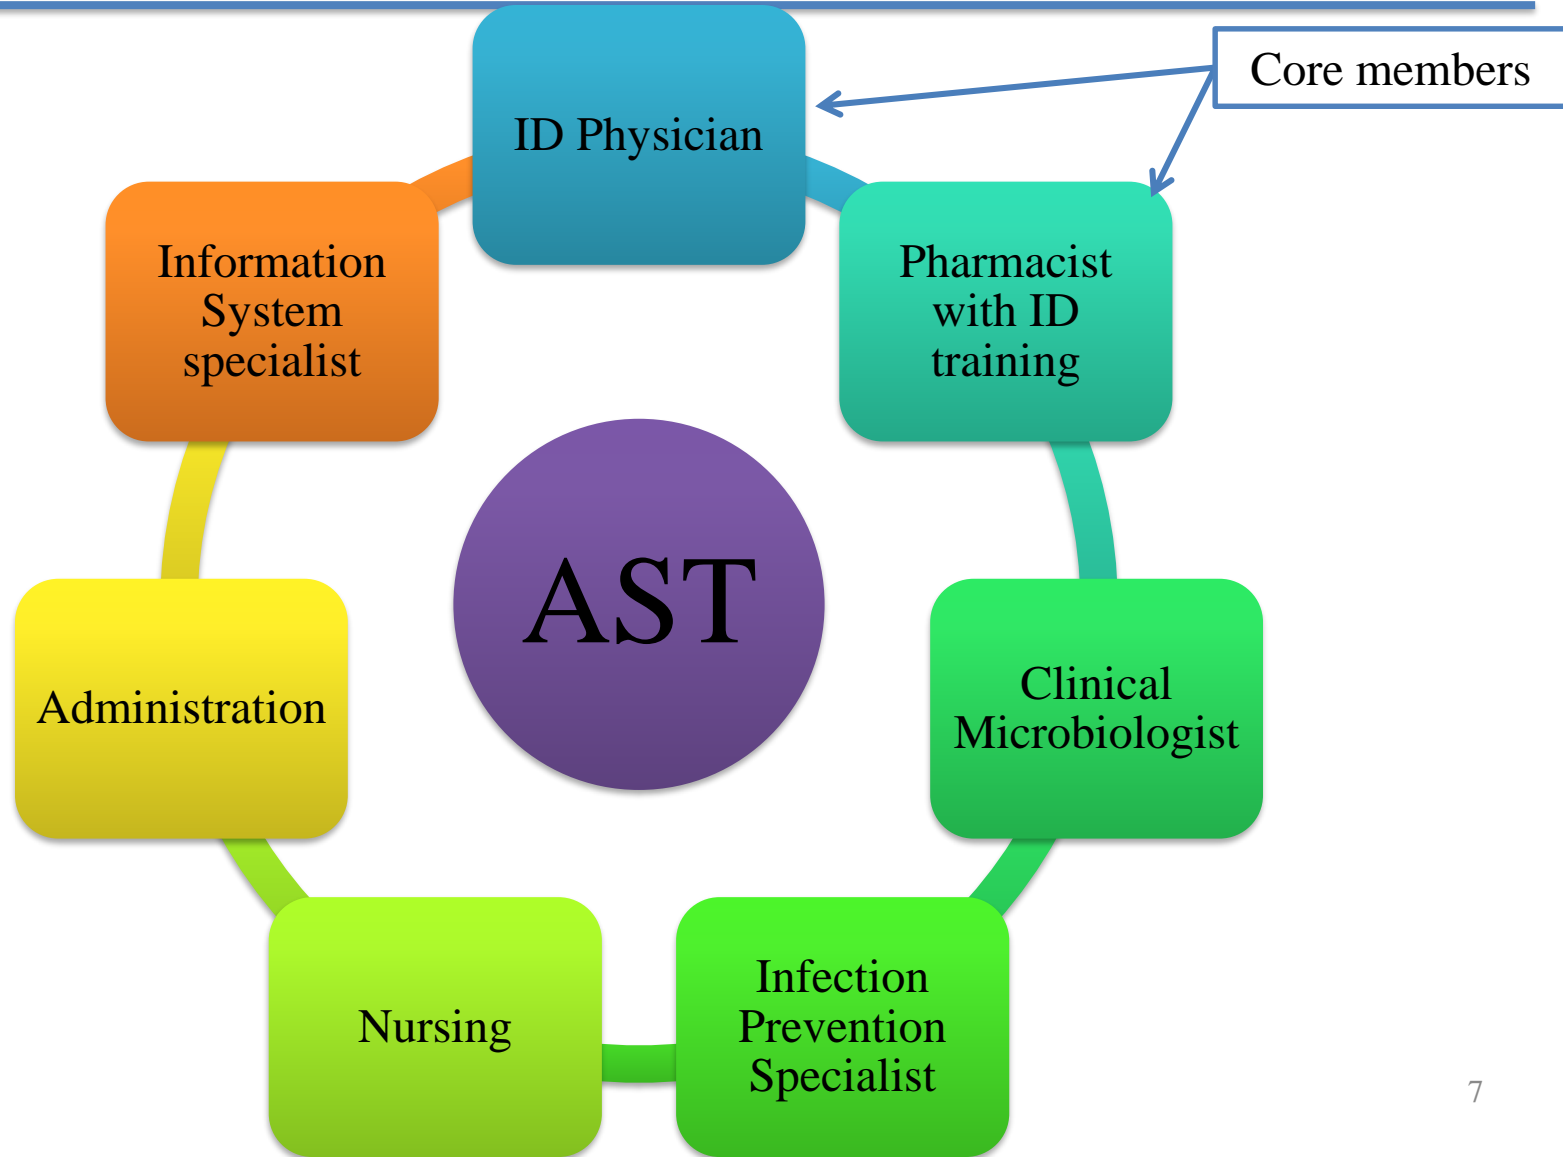 Core members
ID Physician
Pharmacist
with ID
training
Clinical
Microbiologist
Infection
Prevention
Specialist
Nursing
Administration
Information
System
specialist
AST
7